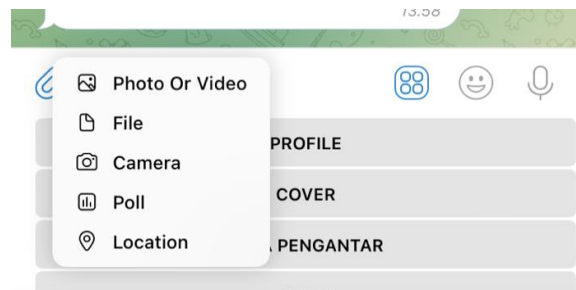 13.58
Photo Or Video
File
PROFILE
Camera
Poll
COVER
Location
PENGANTAR